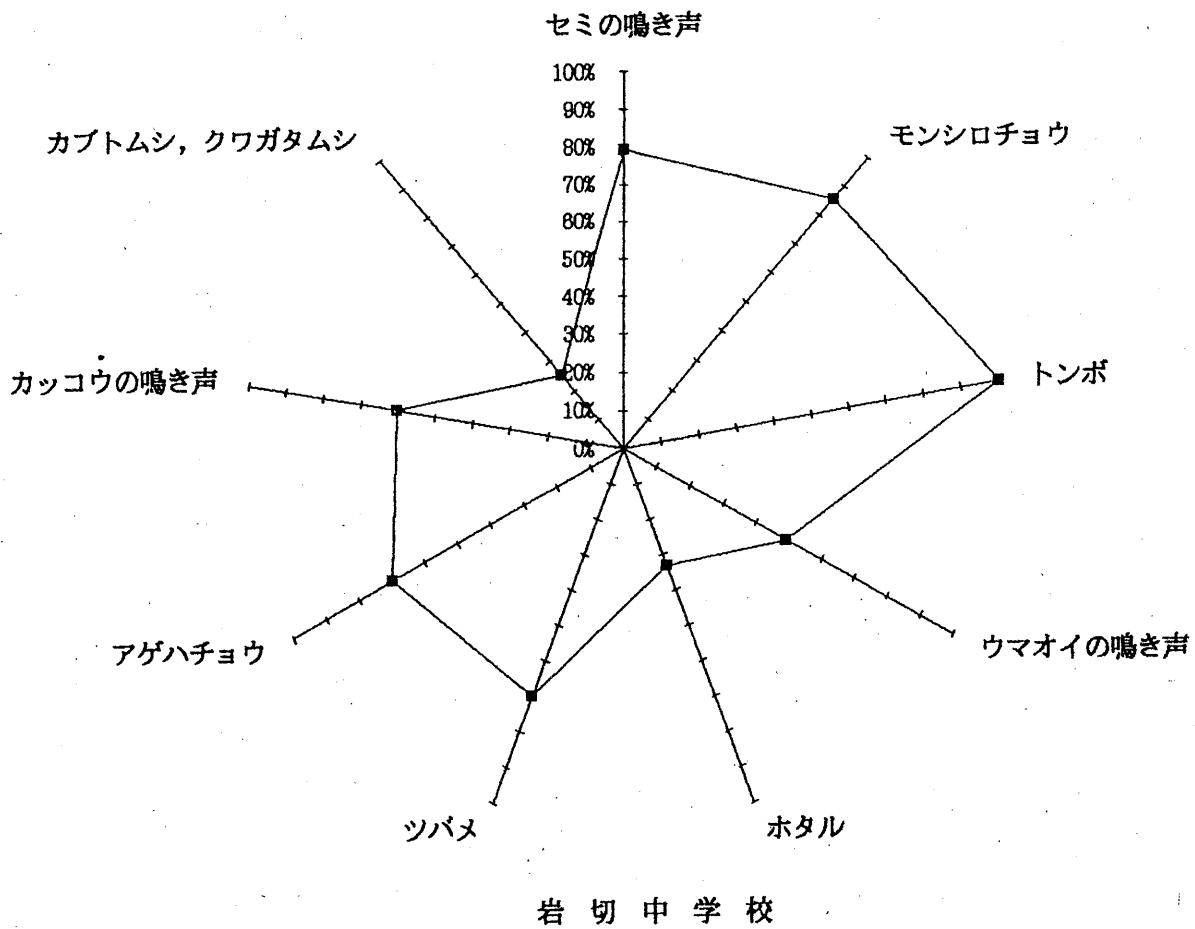 セミの鳴き声
100%
90%
80%
70%
60%
50%
40%
30%
20%
10%
0%
モンシロチョウ
トンボ
ウマオイの鳴き声
ホタル
ツバメ
アゲハチョウ
カッコウの鳴き声
カブトムシ，クワガタムシ
岩切中学校